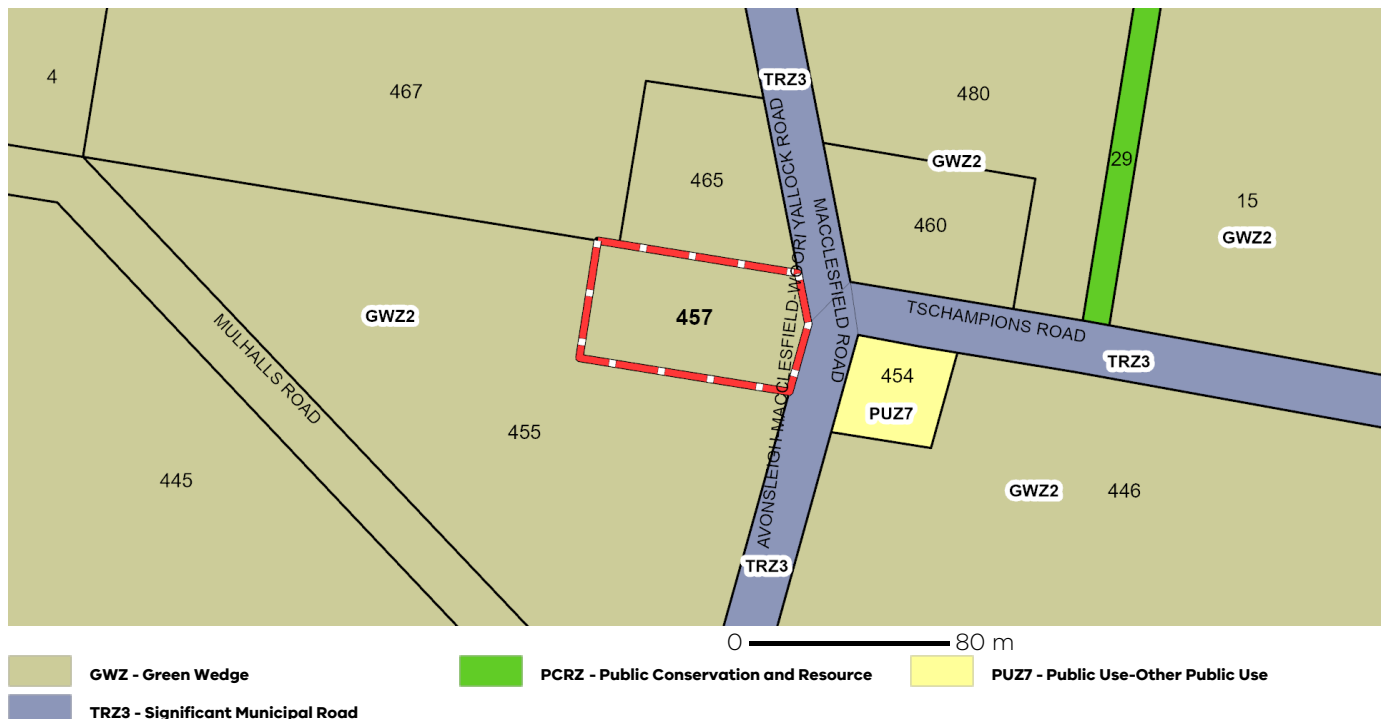 4
467
TRZ3
480
GWZ2
29
15
GWZ2
465
460
AVONSLEIGH-MACCLESFIELD-WOORI YALLOCK ROAD
MACCLESFIELD ROAD
TSCHAMPIONS ROAD
TRZ3
457
GWZ2
MULHALLS ROAD
454
PUZ7
455
445
GWZ2
446
TRZ3
0
80 m
GWZ - Green Wedge
PCRZ - Public Conservation and Resource
PUZ7 - Public Use-Other Public Use
TRZ3 - Significant Municipal Road